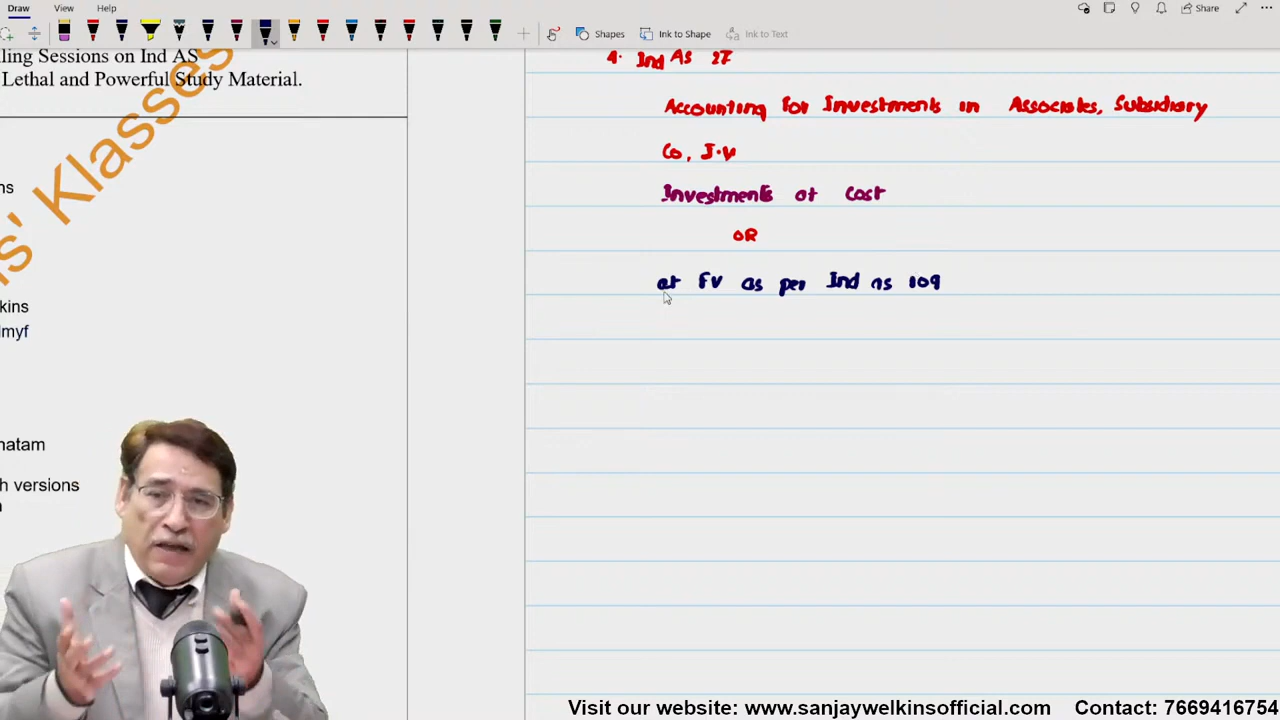 Draw View Help
Share
Shapes Ink to Shape Ink to Text
ling Sessions on Ind AS
Lethal and Powerful Study Material.
s' Klasses
ns
kins
lmyf
natam
h versions
n
4. Ind As 27
Accounting For Investments in Associates, Subsidiary
Co, J.V
Investments at cost
OR
at FV as per Ind as 109
Visit our website: www.sanjaywelkinsofficial.com Contact: 7669416754